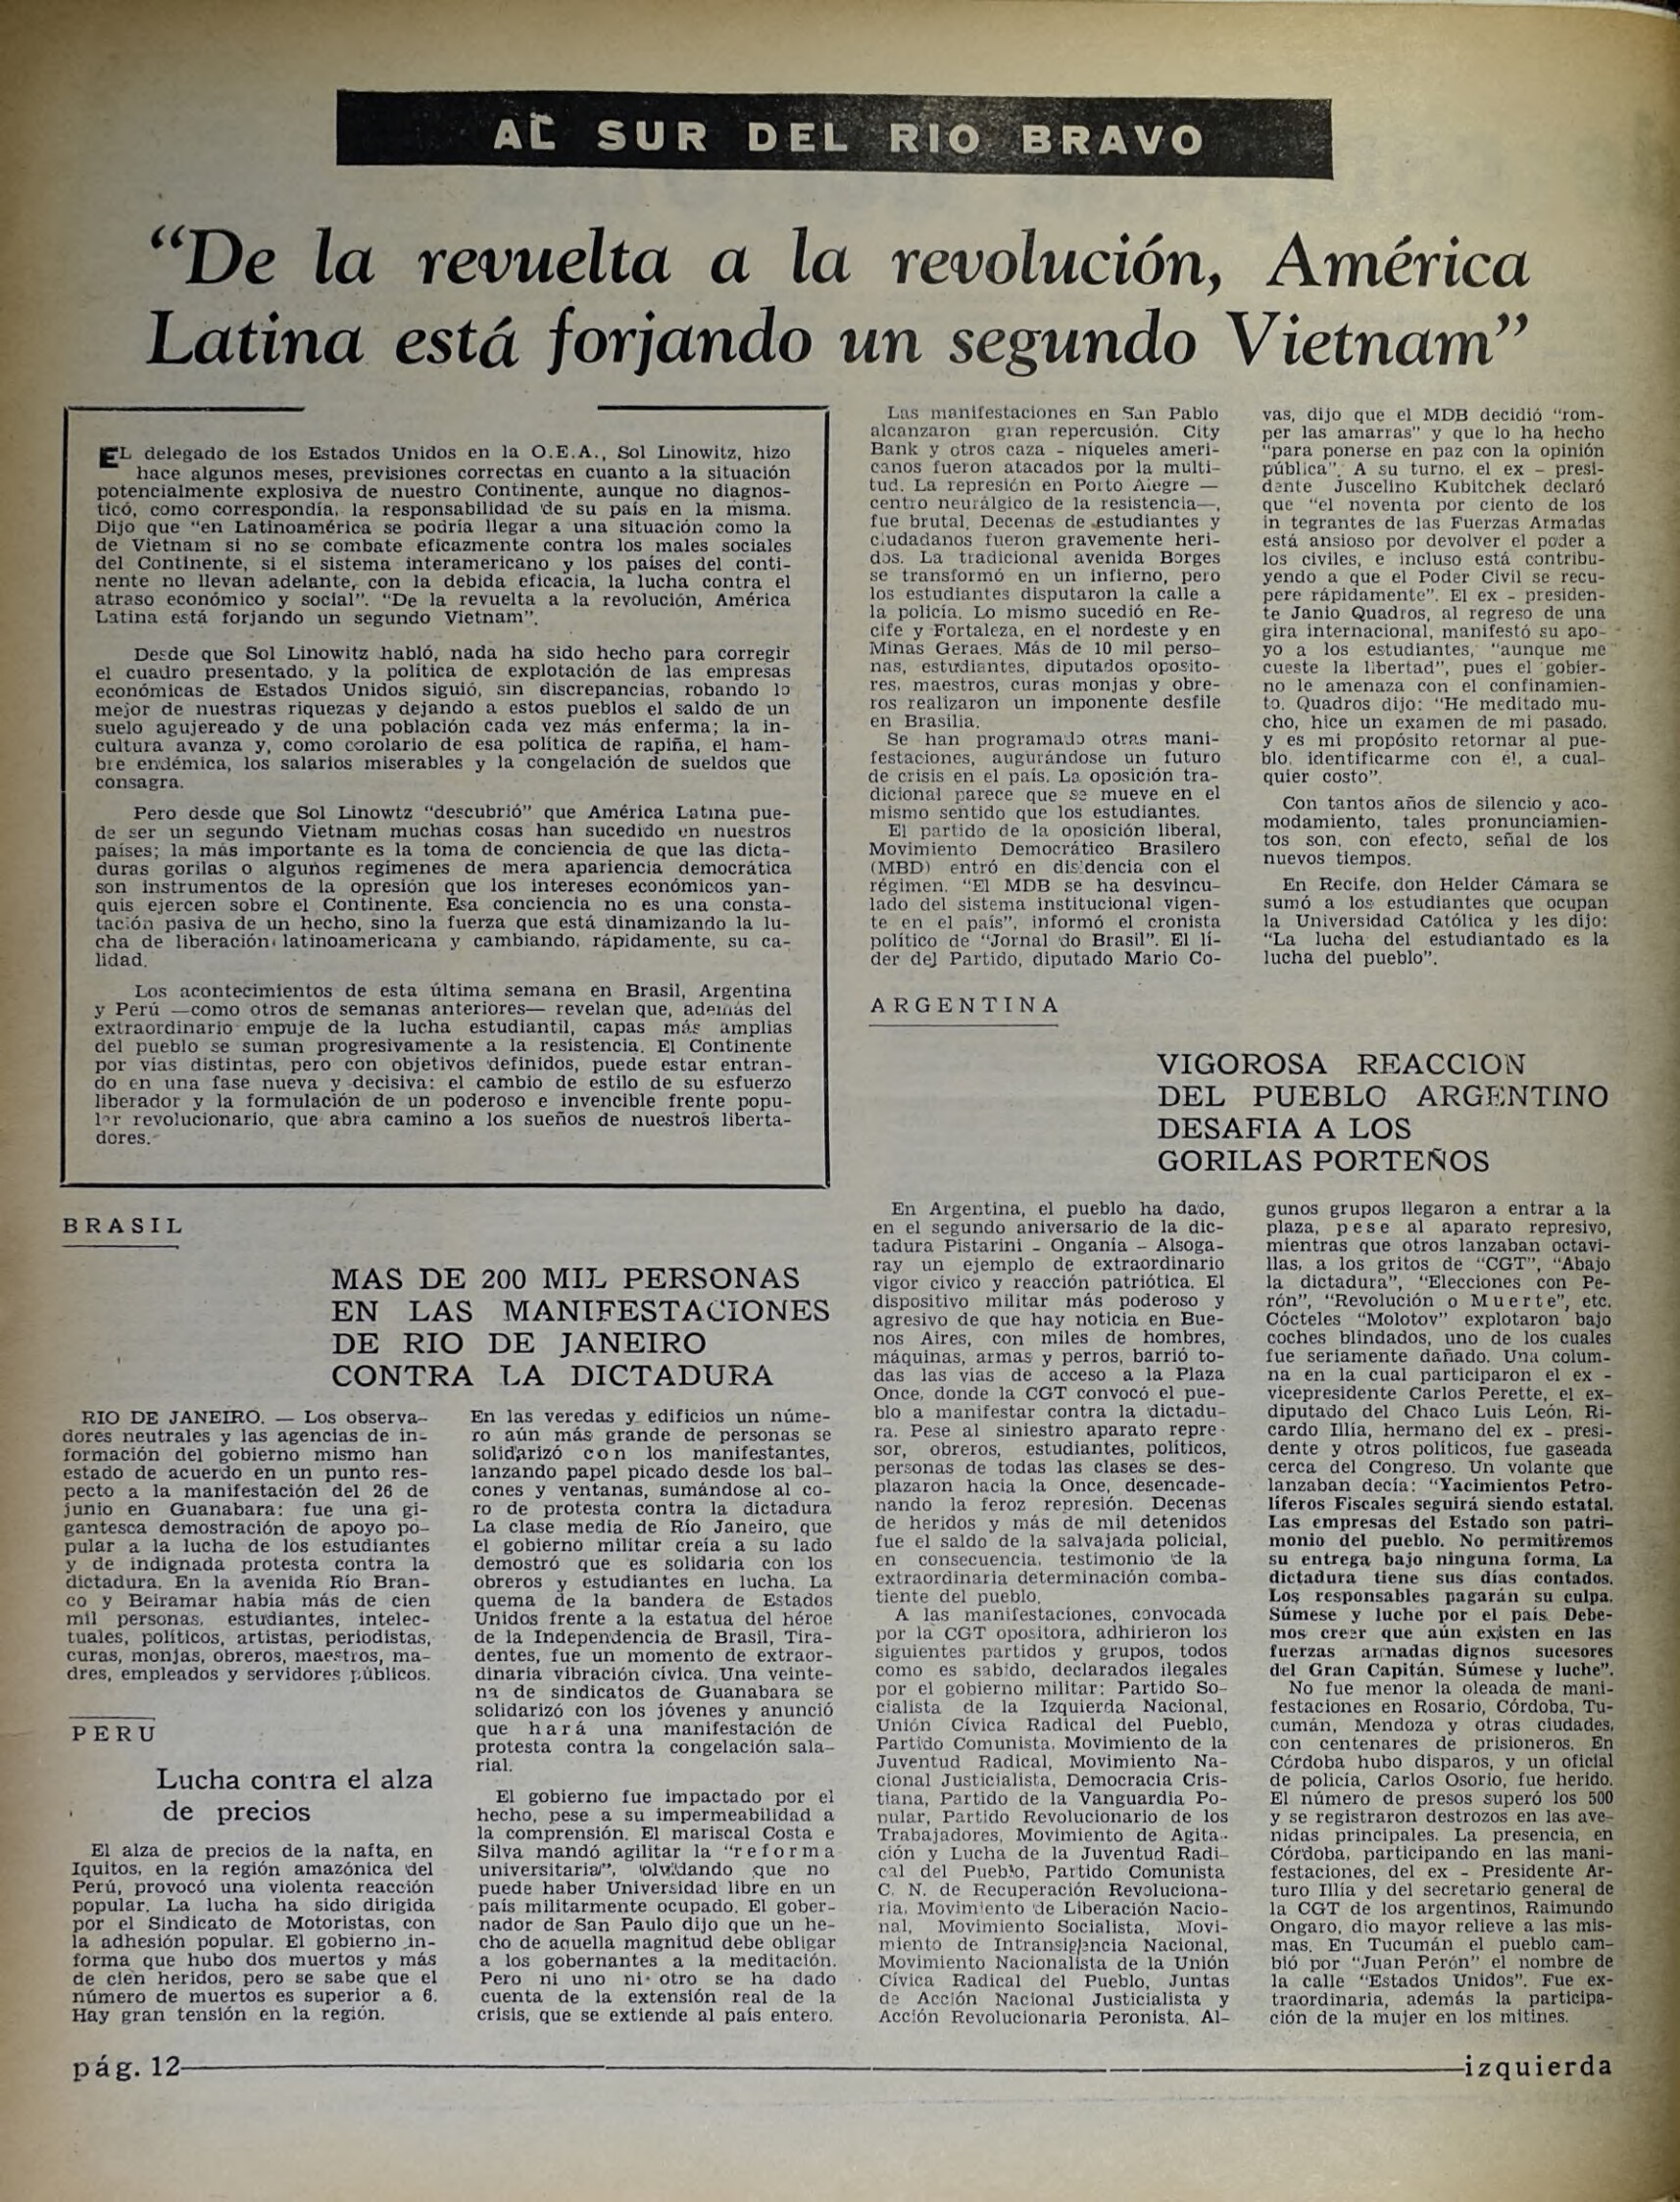 AL SUR DEL RIO BRAVO
“De la revuelta a la revolución, América
Latina está forjando un segundo Vietnam”
EL delegado de los Estados Unidos en la O.E.A., Sol Linowitz, hizo
hace algunos meses, previsiones correctas en cuanto a la situación
potencialmente explosiva de nuestro Continente, aunque no diagnos-
ticó, como correspondía, la responsabilidad de su país en la misma.
Dijo que “en Latinoamérica se podría llegar a una situación como la
de Vietnam si no se combate eficazmente contra los males sociales
del Continente, si el sistema interamericano y los países del conti-
nente no llevan adelante, con la debida eficacia, la lucha contra el
atraso económico y social”. “De la revuelta a la revolución, América
Latina está forjando un segundo Vietnam”.
Desde que Sol Linowitz habló, nada ha sido hecho para corregir
el cuadro presentado, y la política de explotación de las empresas
económicas de Estados Unidos siguió, sin discrepancias, robando lo
mejor de nuestras riquezas y dejando a estos pueblos el saldo de un
suelo agujereado y de una población cada vez más enferma; la in-
cultura avanza y, como corolario de esa política de rapiña, el ham-
bre endémica, los salarios miserables y la congelación de sueldos que
consagra.
Pero desde que Sol Linowtz “descubrió” que América Latina pue-
de ser un segundo Vietnam muchas cosas han sucedido en nuestros
países; la más importante es la toma de conciencia de que las dicta-
duras gorilas o algunos regímenes de mera apariencia democrática
son instrumentos de la opresión que los intereses económicos yan-
quis ejercen sobre el Continente. Esa conciencia no es una consta-
tación pasiva de un hecho, sino la fuerza que está dinamizando la lu-
cha de liberación latinoamericana y cambiando, rápidamente, su ca-
lidad.
Los acontecimientos de esta última semana en Brasil, Argentina
y Perú —como otros de semanas anteriores— revelan que, además del
extraordinario empuje de la lucha estudiantil, capas más amplias
del pueblo se suman progresivamente a la resistencia. El Continente
por vías distintas, pero con objetivos definidos, puede estar entran-
do en una fase nueva y decisiva: el cambio de estilo de su esfuerzo
liberador y la formulación de un poderoso e invencible frente popu-
lar revolucionario, que abra camino a los sueños de nuestros liberta-
dores.
BRASIL
MAS DE 200 MIL PERSONAS
EN LAS MANIFESTACIONES
DE RIO DE JANEIRO
CONTRA LA DICTADURA
RIO DE JANEIRO. — Los observa-
dores neutrales y las agencias de in-
formación del gobierno mismo han
estado de acuerdo en un punto res-
pecto a la manifestación del 26 de
junio en Guanabara: fue una gi-
gantesca demostración de apoyo po-
pular a la lucha de los estudiantes
y de indignada protesta contra la
dictadura. En la avenida Río Bran-
co y Beiramar había más de cien
mil personas, estudiantes, intelec-
tuales, políticos, artistas, periodistas,
curas, monjas, obreros, maestros, ma-
dres, empleados y servidores públicos.
En las veredas y edificios un núme-
ro aún más grande de personas se
solidarizó con los manifestantes,
lanzando papel picado desde los bal-
cones y ventanas, sumándose al co-
ro de protesta contra la dictadura
La clase media de Río Janeiro, que
el gobierno militar creía a su lado
demostró que es solidaria con los
obreros y estudiantes en lucha. La
quema de la bandera de Estados
Unidos frente a la estatua del héroe
de la Independencia de Brasil, Tira-
dentes, fue un momento de extraor-
dinaria vibración cívica. Una veinte-
na de sindicatos de Guanabara se
solidarizó con los jóvenes y anunció
que hará una manifestación de
protesta contra la congelación sala-
rial.
El gobierno fue impactado por el
hecho, pese a su impermeabilidad a
la comprensión. El mariscal Costa e
Silva mandó agilitar la “reforma
universitaria”, olvidando que no
puede haber Universidad libre en un
país militarmente ocupado. El gober-
nador de San Paulo dijo que un he-
cho de aquella magnitud debe obligar
a los gobernantes a la meditación.
Pero ni uno ni otro se ha dado
cuenta de la extensión real de la
crisis, que se extiende al país entero.
Las manifestaciones en San Pablo
alcanzaron gran repercusión. City
Bank y otros caza - níqueles ameri-
canos fueron atacados por la multi-
tud. La represión en Porto Alegre —
centro neurálgico de la resistencia—,
fue brutal. Decenas de estudiantes y
ciudadanos fueron gravemente heri-
dos. La tradicional avenida Borges
se transformó en un infierno, pero
los estudiantes disputaron la calle a
la policía. Lo mismo sucedió en Re-
cife y Fortaleza, en el nordeste y en
Minas Geraes. Más de 10 mil perso-
nas, estudiantes, diputados oposito-
res, maestros, curas monjas y obre-
ros realizaron un imponente desfile
en Brasilia.
Se han programado otras mani-
festaciones, augurándose un futuro
de crisis en el país. La oposición tra-
dicional parece que se mueve en el
mismo sentido que los estudiantes.
El partido de la oposición liberal,
Movimiento Democrático Brasilero
(MBD) entró en disidencia con el
régimen. “El MDB se ha desvincu-
lado del sistema institucional vigen-
te en el país”, informó el cronista
político de “Jornal do Brasil”. El lí-
der del Partido, diputado Mario Co-
vas, dijo que el MDB decidió “rom-
per las amarras” y que lo ha hecho
“para ponerse en paz con la opinión
pública”. A su turno, el ex - presi-
dente Juscelino Kubitchek declaró
que “el noventa por ciento de los
in tegrantes de las Fuerzas Armadas
está ansioso por devolver el poder a
los civiles, e incluso está contribu-
yendo a que el Poder Civil se recu-
pere rápidamente”. El ex - presiden-
te Janio Quadros, al regreso de una
gira internacional, manifestó su apo-
yo a los estudiantes, “aunque me
cueste la libertad”, pues el gobier-
no le amenaza con el confinamien-
to. Quadros dijo: “He meditado mu-
cho, hice un examen de mi pasado,
y es mi propósito retornar al pue-
blo, identificarme con él, a cual-
quier costo”.
Con tantos años de silencio y aco-
modamiento, tales pronunciamien-
tos son, con efecto, señal de los
nuevos tiempos.
En Recife, don Helder Cámara se
sumó a los estudiantes que ocupan
la Universidad Católica y les dijo:
“La lucha del estudiantado es la
lucha del pueblo”.
PERU
Lucha contra el alza
de precios
El alza de precios de la nafta, en
Iquitos, en la región amazónica del
Perú, provocó una violenta reacción
popular. La lucha ha sido dirigida
por el Sindicato de Motoristas, con
la adhesión popular. El gobierno in-
forma que hubo dos muertos y más
de cien heridos, pero se sabe que el
número de muertos es superior a 6.
Hay gran tensión en la región.
ARGENTINA
VIGOROSA REACCION
DEL PUEBLO ARGENTINO
DESAFIA A LOS
GORILAS PORTEÑOS
En Argentina, el pueblo ha dado,
en el segundo aniversario de la dic-
tadura Pistarini - Onganía - Alsoga-
ray un ejemplo de extraordinario
vigor cívico y reacción patriótica. El
dispositivo militar más poderoso y
agresivo de que hay noticia en Bue-
nos Aires, con miles de hombres,
máquinas, armas y perros, barrió to-
das las vías de acceso a la Plaza
Once, donde la CGT convocó el pue-
blo a manifestar contra la dictadu-
ra. Pese al siniestro aparato repre-
sor, obreros, estudiantes, políticos,
personas de todas las clases se des-
plazaron hacia la Once, desencade-
nando la feroz represión. Decenas
de heridos y más de mil detenidos
fue el saldo de la salvajada policial,
en consecuencia, testimonio de la
extraordinaria determinación comba-
tiente del pueblo.
A las manifestaciones, convocada
por la CGT opositora, adhirieron los
siguientes partidos y grupos, todos
como es sabido, declarados ilegales
por el gobierno militar: Partido So-
cialista de la Izquierda Nacional,
Unión Cívica Radical del Pueblo,
Partido Comunista, Movimiento de la
Juventud Radical, Movimiento Na-
cional Justicialista, Democracia Cris-
tiana, Partido de la Vanguardia Po-
pular, Partido Revolucionario de los
Trabajadores, Movimiento de Agita-
ción y Lucha de la Juventud Radi-
cal del Pueblo, Partido Comunista
C. N. de Recuperación Revoluciona-
ria, Movimiento de Liberación Nacio-
nal, Movimiento Socialista, Movi-
miento de Intransigencia Nacional,
Movimiento Nacionalista de la Unión
Cívica Radical del Pueblo, Juntas
de Acción Nacional Justicialista y
Acción Revolucionaria Peronista. Al-
gunos grupos llegaron a entrar a la
plaza, pese al aparato represivo,
mientras que otros lanzaban octavi-
llas, a los gritos de “CGT”, “Abajo
la dictadura”, “Elecciones con Pe-
rón”, “Revolución o Muerte”, etc.
Cócteles “Molotov” explotaron bajo
coches blindados, uno de los cuales
fue seriamente dañado. Una colum-
na en la cual participaron el ex -
vicepresidente Carlos Perette, el ex-
diputado del Chaco Luis León, Ri-
cardo Illía, hermano del ex - presi-
dente y otros políticos, fue gaseada
cerca del Congreso. Un volante que
lanzaban decía: “Yacimientos Petro-
líferos Fiscales seguirá siendo estatal.
Las empresas del Estado son patri-
monio del pueblo. No permitiremos
su entrega bajo ninguna forma. La
dictadura tiene sus días contados.
Los responsables pagarán su culpa.
Súmese y luche por el país. Debe-
mos creer que aún existen en las
fuerzas armadas dignos sucesores
del Gran Capitán. Súmese y luche”.
No fue menor la oleada de mani-
festaciones en Rosario, Córdoba, Tu-
cumán, Mendoza y otras ciudades,
con centenares de prisioneros. En
Córdoba hubo disparos, y un oficial
de policía, Carlos Osorio, fue herido.
El número de presos superó los 500
y se registraron destrozos en las ave-
nidas principales. La presencia, en
Córdoba, participando en las mani-
festaciones, del ex - Presidente Ar-
turo Illía y del secretario general de
la CGT de los argentinos, Raimundo
Ongaro, dio mayor relieve a las mis-
mas. En Tucumán el pueblo cam-
bió por “Juan Perón” el nombre de
la calle “Estados Unidos”. Fue ex-
traordinaria, además la participa-
ción de la mujer en los mitines.
pág. 12
izquierda